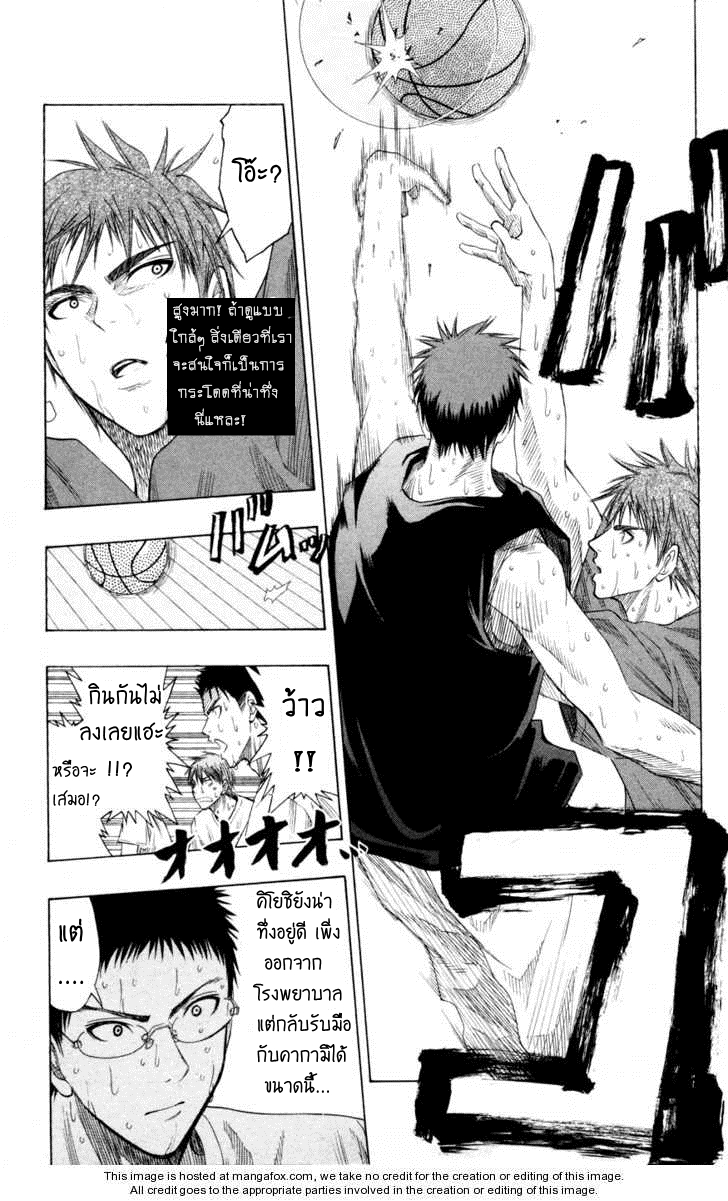 โอ๊ะ?
สูงมาก! ถ้าดูแบบ
ใกล้ๆ สิ่งเดียวที่เรา
จะสนใจก็เป็นการ
กระโดดที่น่าทึ่ง
นี่แหละ!
ว้าว
!!
กินกันไม่
ลงเลยแฮะ
หรือจะ 11?
เสมอ!?
オオオオ
คิโยชิยังน่า
ทึ่งอยู่ดี เพิ่ง
ออกจาก
โรงพยาบาล
แต่กลับรับมือ
กับคากามิได้
ขนาดนี้...
แต่
....
This image is hosted at mangafox.com, we take no credit for the creation or editing of this image.
All credit goes to the appropriate parties involved in the creation or editing of this image.